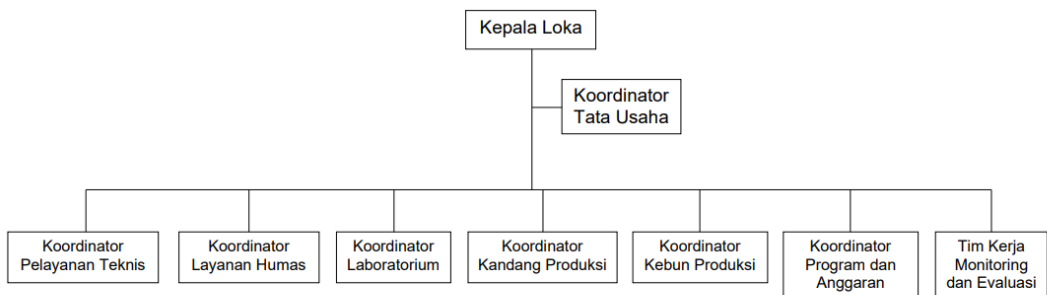 Kepala Loka
Koordinator
Tata Usaha
Koordinator
Pelayanan Teknis
Koordinator
Layanan Humas
Koordinator
Laboratorium
Koordinator
Kandang Produksi
Koordinator
Kebun Produksi
Koordinator
Program dan
Anggaran
Tim Kerja
Monitoring
dan Evaluasi